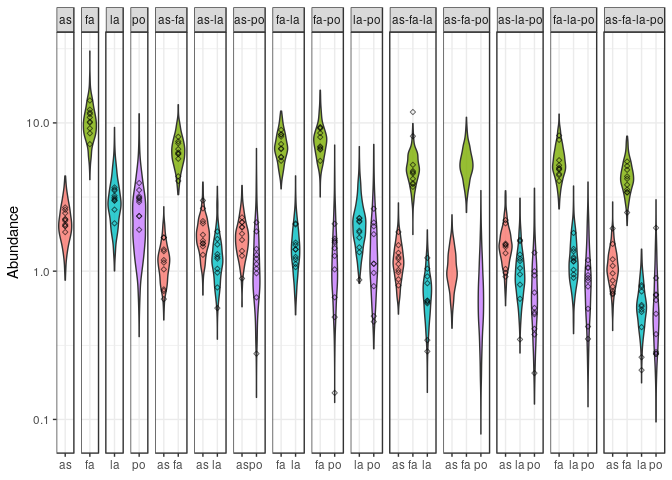 as fa la po as-fa as-la as-po fa-la fa-po la-po as-fa-la as-fa-po as-la-po fa-la-po as-fa-la-po
10.0
1.0
0.1
Abundance
as fa la po as fa as la aspo fa la fa po la po as fa la as fa po as la po fa la po as fa la po